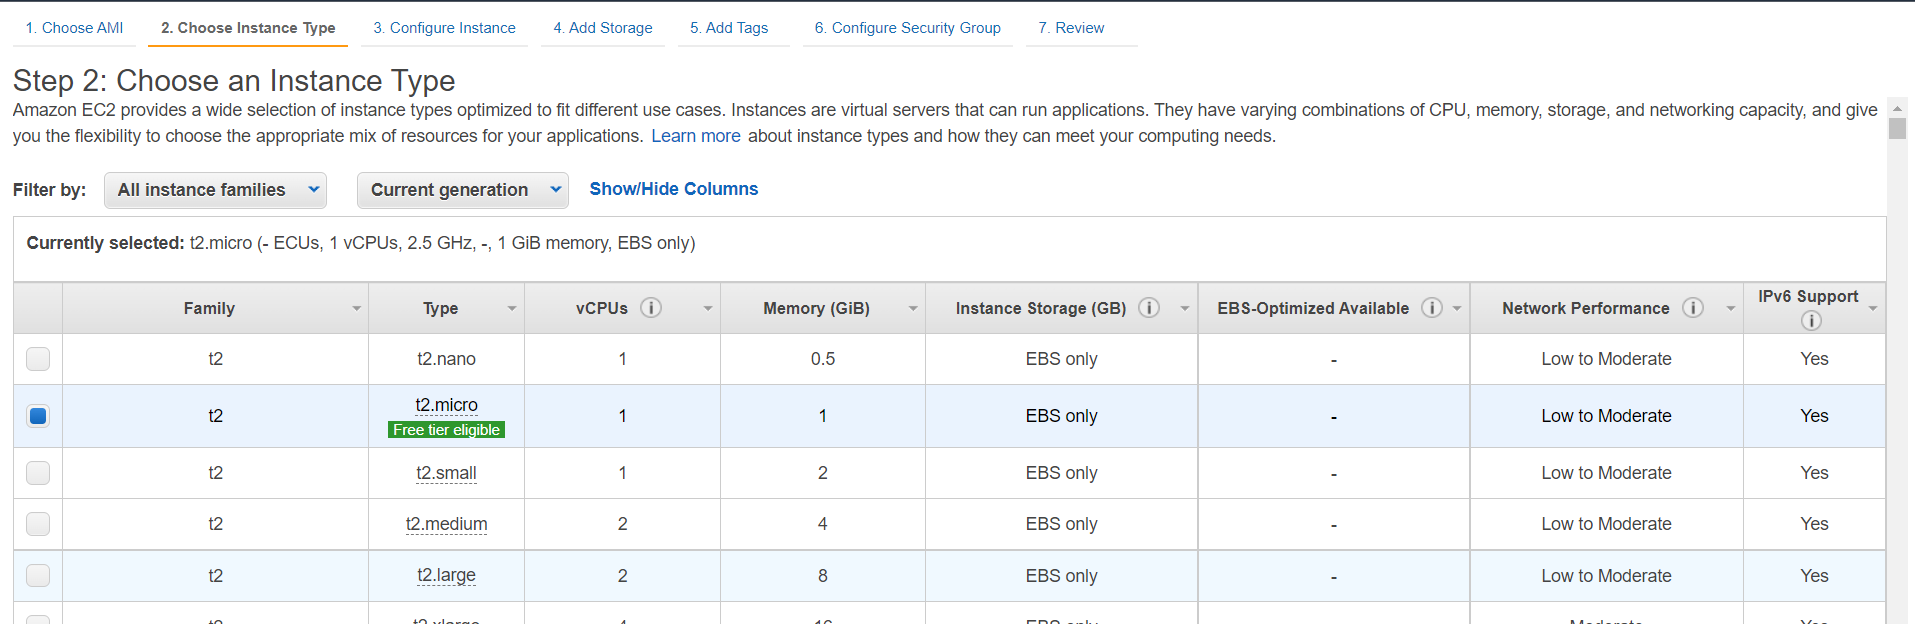 1. Choose AMI 2. Choose Instance Type 3. Configure Instance 4. Add Storage 5. Add Tags 6. Configure Security Group 7. Review
Step 2: Choose an Instance Type
Amazon EC2 provides a wide selection of instance types optimized to fit different use cases. Instances are virtual servers that can run applications. They have varying combinations of CPU, memory, storage, and networking capacity, and give
you the flexibility to choose the appropriate mix of resources for your applications. Learn more about instance types and how they can meet your computing needs.
Filter by: All instance families Current generation Show/Hide Columns
Currently selected: t2.micro (- ECUs, 1 vCPUs, 2.5 GHz, -, 1 GiB memory, EBS only)
Family Type vCPUs Memory (GiB) Instance Storage (GB) EBS-Optimized Available Network Performance IPv6 Support
t2 t2.nano 1 0.5 EBS only - Low to Moderate Yes
t2 t2.micro 1 1 EBS only - Low to Moderate Yes
Free tier eligible
t2 t2.small 1 2 EBS only - Low to Moderate Yes
t2 t2.medium 2 4 EBS only - Low to Moderate Yes
t2 t2.large 2 8 EBS only - Low to Moderate Yes